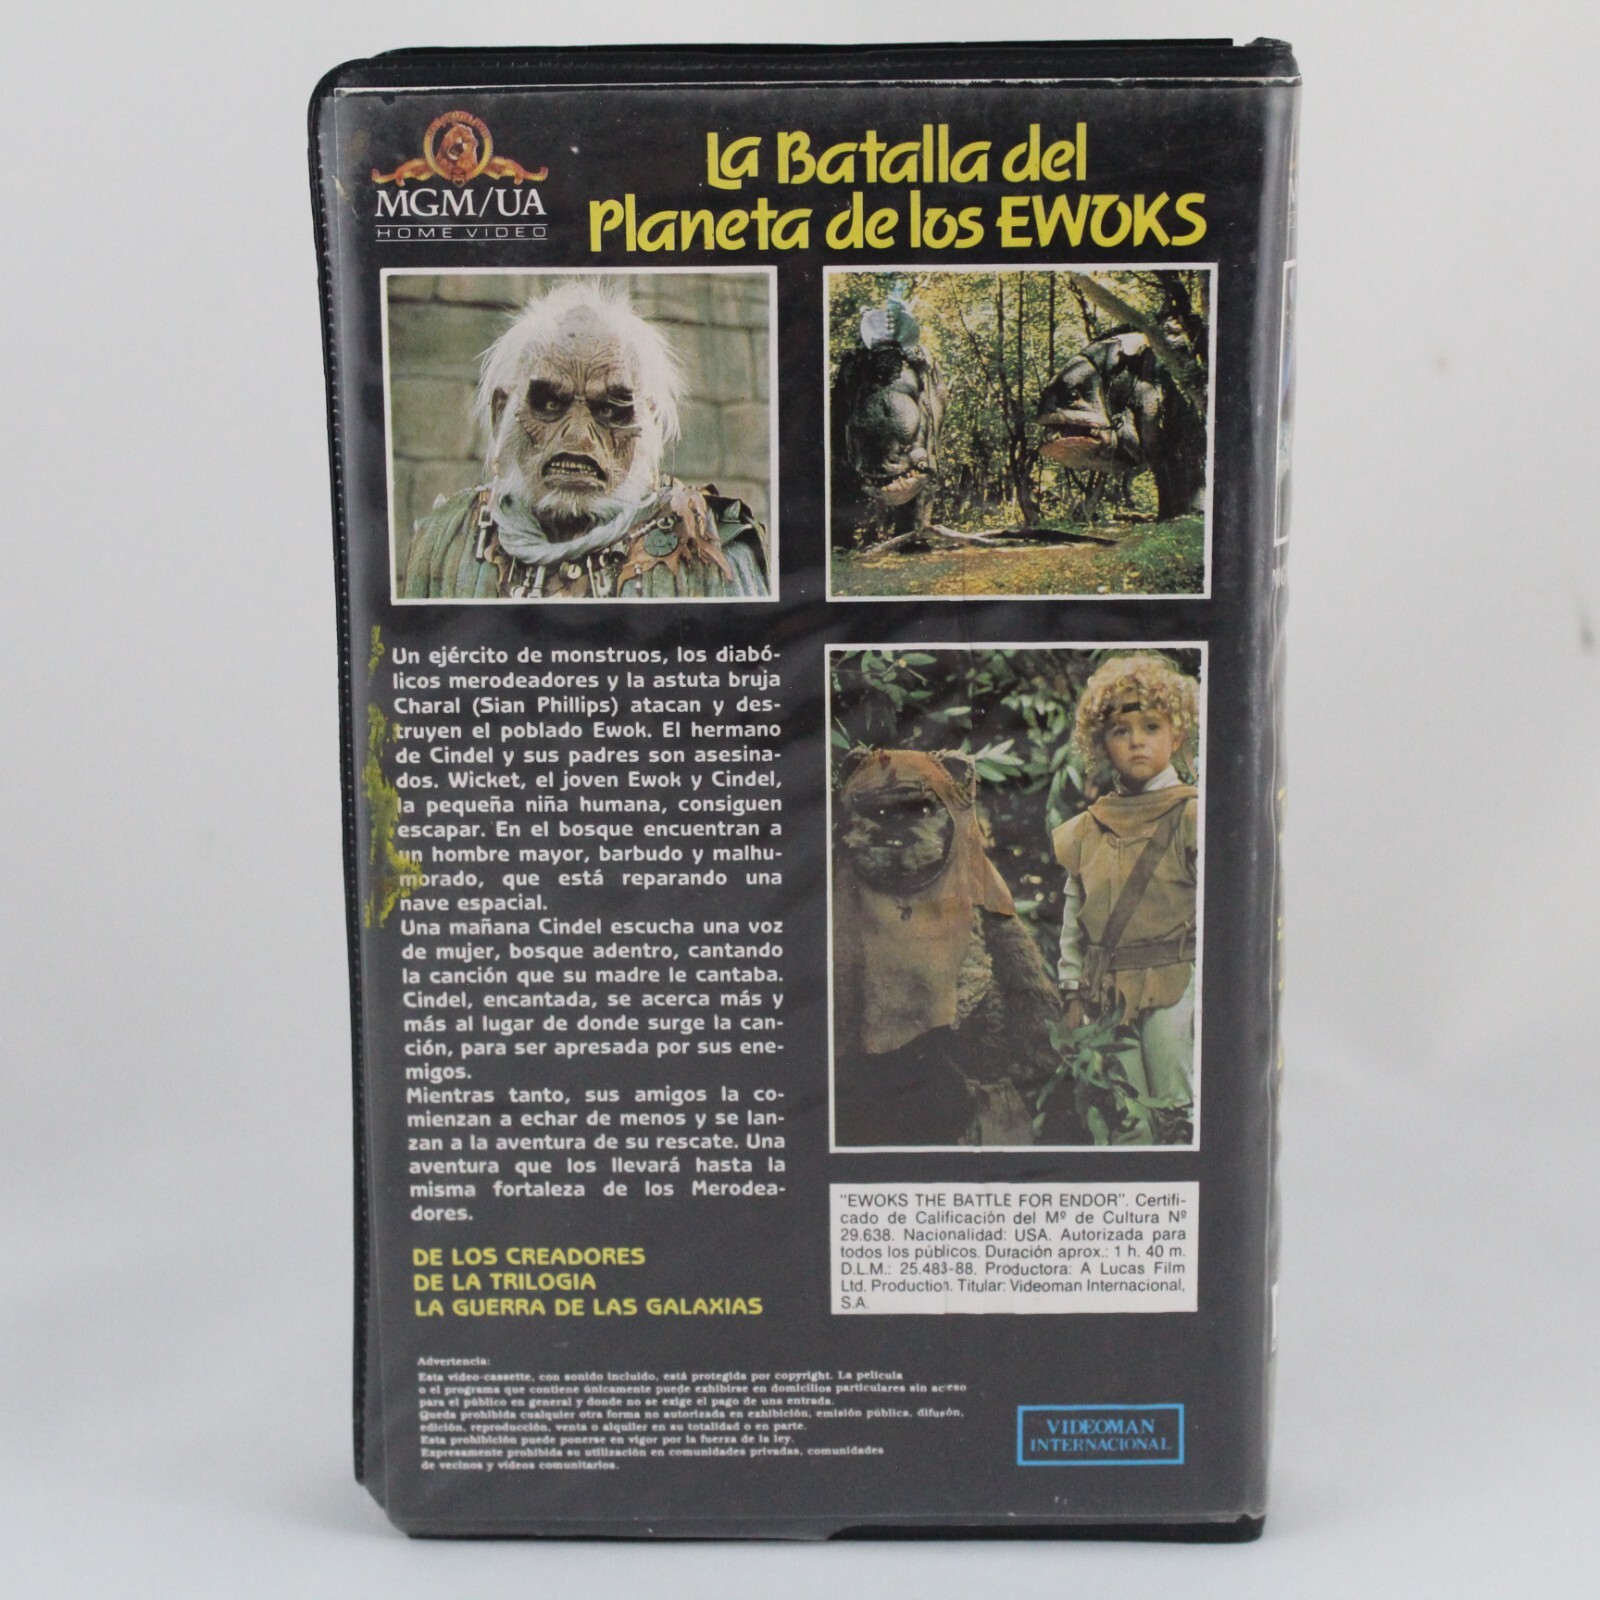 MGM/UA
HOME VIDEO
La Batalla del
Planeta de los EWOKS
Un ejército de monstruos, los diabó-
licos merodeadores y la astuta bruja
Charal (Sian Phillips) atacan y des-
truyen el poblado Ewok. El hermano
de Cindel y sus padres son asesina-
dos. Wicket, el joven Ewok y Cindel,
la pequeña niña humana, consiguen
escapar. En el bosque encuentran a
un hombre mayor, barbudo y malhu-
morado, que está reparando una
nave espacial.
Una mañana Cindel escucha una voz
de mujer, bosque adentro, cantando
la canción que su madre le cantaba.
Cindel, encantada, se acerca más y
más al lugar de donde surge la can-
ción, para ser apresada por sus ene-
migos.
Mientras tanto, sus amigos la co-
mienzan a echar de menos y se lan-
zan a la aventura de su rescate. Una
aventura que los llevará hasta la
misma fortaleza de los Merodea-
dores.
DE LOS CREADORES
DE LA TRILOGIA
LA GUERRA DE LAS GALAXIAS
"EWOKS THE BATTLE FOR ENDOR". Certifi-
cado de Calificación del Mº de Cultura Nº
29.638. Nacionalidad: USA. Autorizada para
todos los públicos. Duración aprox.: 1 h. 40 m.
D.L.M.: 25.483-88. Productora: A Lucas Film
Ltd. Production. Titular: Videoman Internacional,
S.A.
Advertencia:
Esta video-cassette, con sonido incluido, está protegida por copyright. La película
o el programa que contiene únicamente puede exhibirse en domicilios particulares sin acceso
para el público en general y donde no se exige el pago de una entrada.
Queda prohibida cualquier otra forma no autorizada en exhibición, emisión pública, difusión,
edición, reproducción, venta o alquiler en su totalidad o en parte.
Esta prohibición puede ponerse en vigor por la fuerza de la ley.
Expresamente prohibida su utilización en comunidades privadas, comunidades
de vecinos y vídeos comunitarios.
VIDEOMAN
INTERNACIONAL